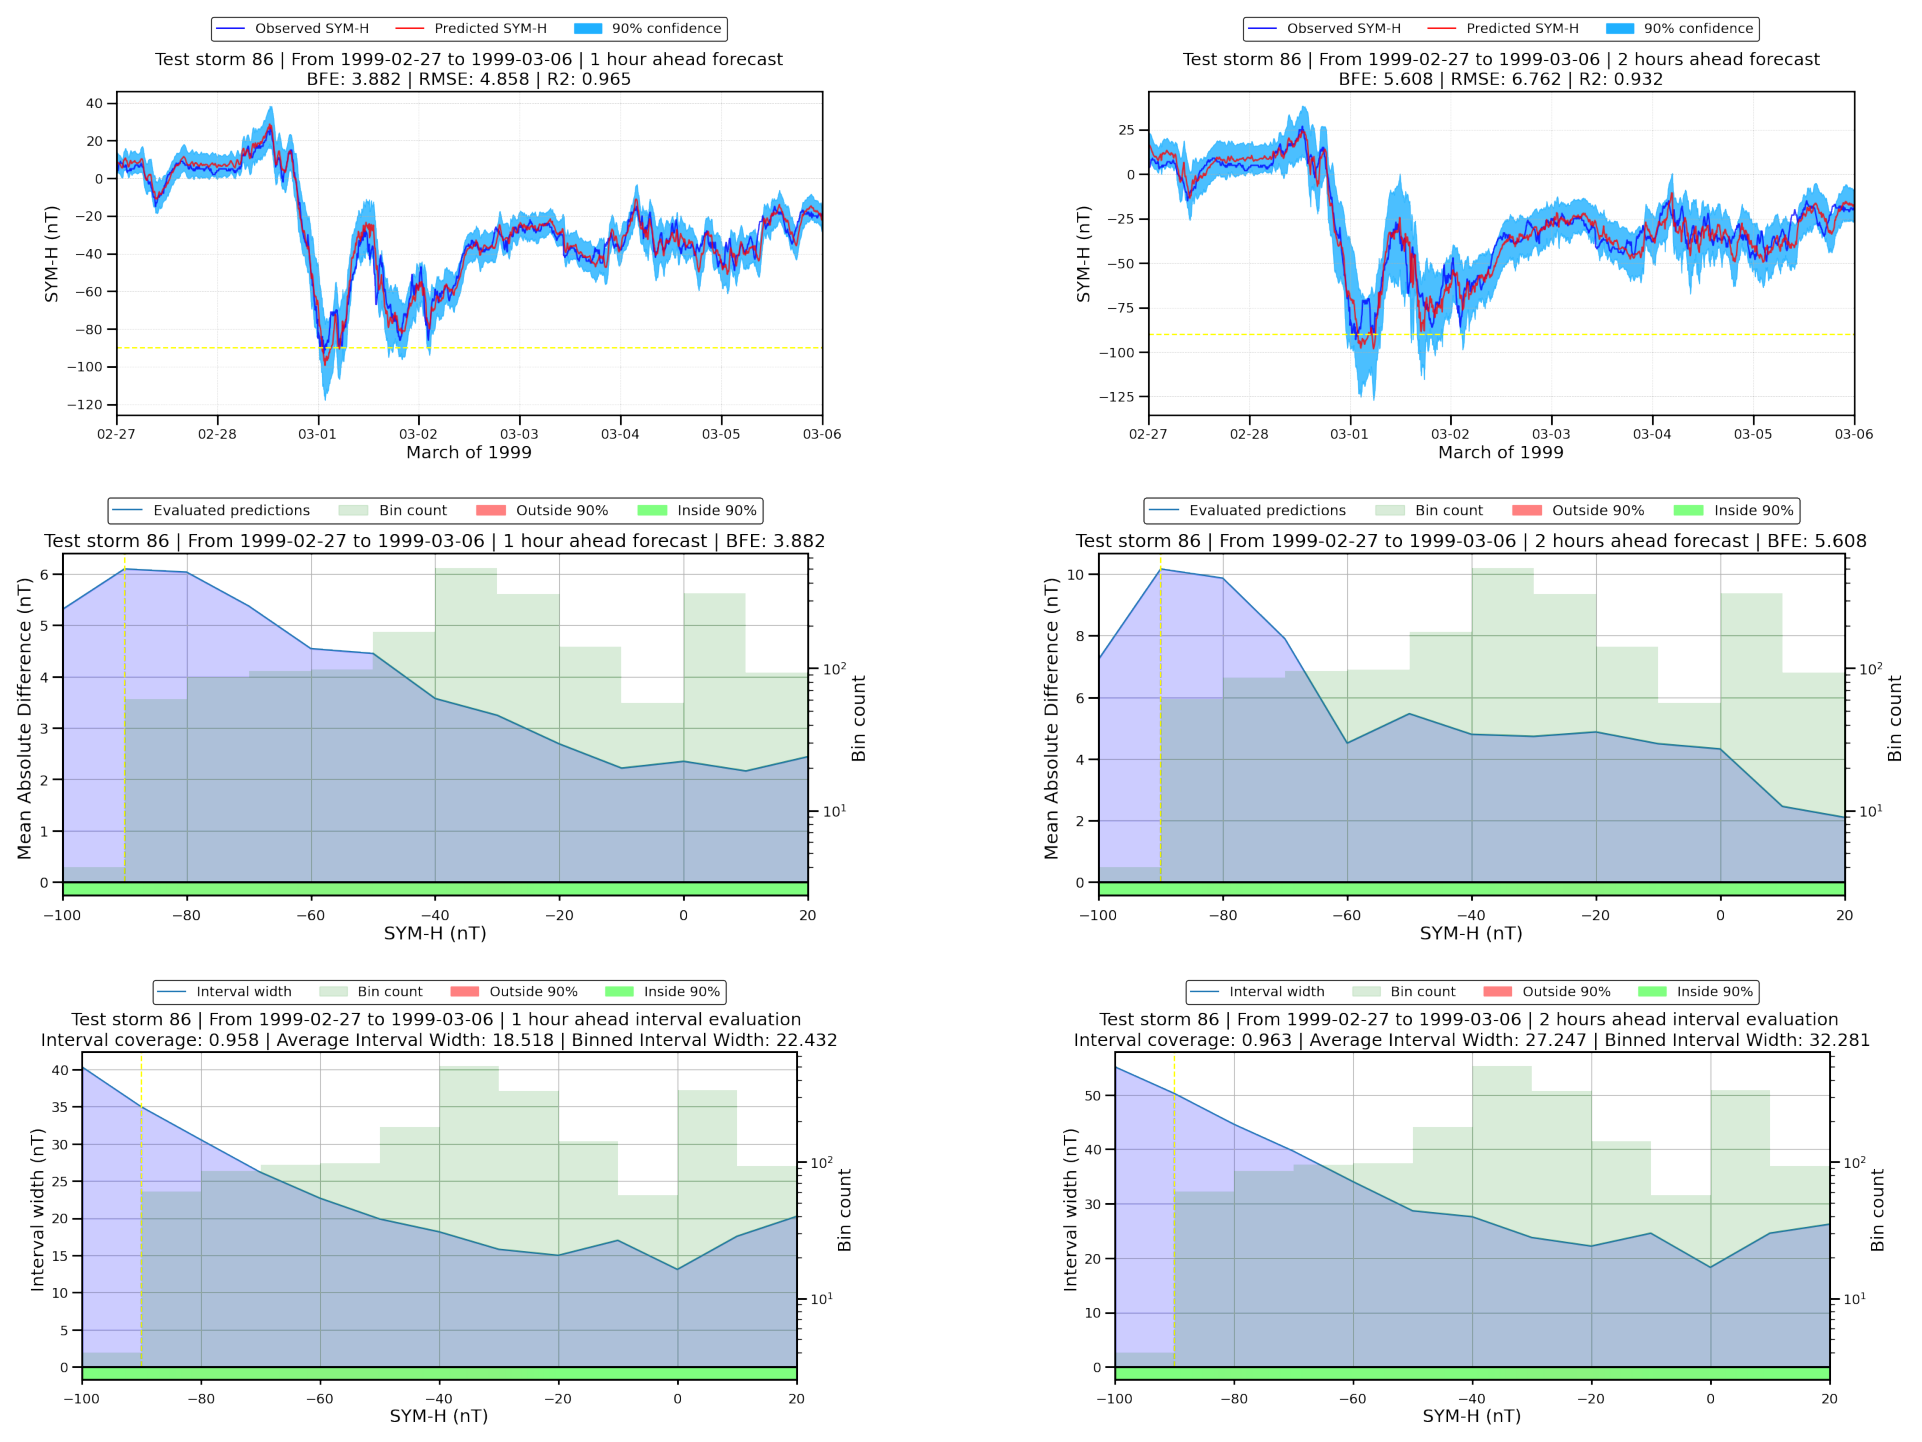 Observed SYM-H Predicted SYM-H 90% confidence
Test storm 86 | From 1999-02-27 to 1999-03-06 | 1 hour ahead forecast
BFE: 3.882 | RMSE: 4.858 | R2: 0.965
40
20
0
−20
−40
−60
−80
−100
−120
SYM-H (nT)
02-27 02-28 03-01 03-02 03-03 03-04 03-05 03-06
March of 1999
Observed SYM-H Predicted SYM-H 90% confidence
Test storm 86 | From 1999-02-27 to 1999-03-06 | 2 hours ahead forecast
BFE: 5.608 | RMSE: 6.762 | R2: 0.932
25
0
−25
−50
−75
−100
−125
SYM-H (nT)
02-27 02-28 03-01 03-02 03-03 03-04 03-05 03-06
March of 1999
Evaluated predictions Bin count Outside 90% Inside 90%
Test storm 86 | From 1999-02-27 to 1999-03-06 | 1 hour ahead forecast | BFE: 3.882
6
5
4
3
2
1
0
Mean Absolute Difference (nT)
10²
10¹
Bin count
−100 −80 −60 −40 −20 0 20
SYM-H (nT)
Evaluated predictions Bin count Outside 90% Inside 90%
Test storm 86 | From 1999-02-27 to 1999-03-06 | 2 hours ahead forecast | BFE: 5.608
10
8
6
4
2
0
Mean Absolute Difference (nT)
10²
10¹
Bin count
−100 −80 −60 −40 −20 0 20
SYM-H (nT)
Interval width Bin count Outside 90% Inside 90%
Test storm 86 | From 1999-02-27 to 1999-03-06 | 1 hour ahead interval evaluation
Interval coverage: 0.958 | Average Interval Width: 18.518 | Binned Interval Width: 22.432
40
35
30
25
20
15
10
5
0
Interval width (nT)
10²
10¹
Bin count
−100 −80 −60 −40 −20 0 20
SYM-H (nT)
Interval width Bin count Outside 90% Inside 90%
Test storm 86 | From 1999-02-27 to 1999-03-06 | 2 hours ahead interval evaluation
Interval coverage: 0.963 | Average Interval Width: 27.247 | Binned Interval Width: 32.281
50
40
30
20
10
0
Interval width (nT)
10²
10¹
Bin count
−100 −80 −60 −40 −20 0 20
SYM-H (nT)